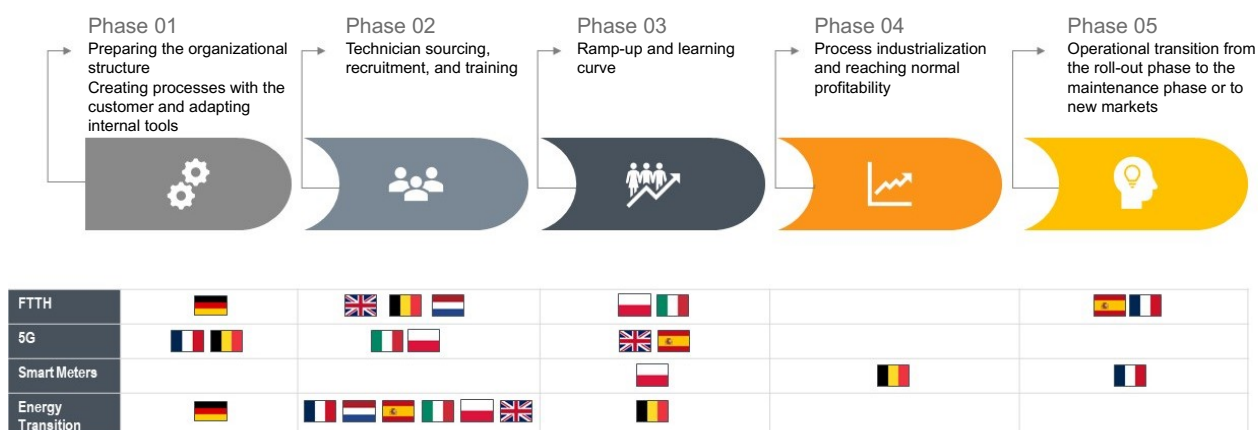 Phase 01
Preparing the organizational
structure
Creating processes with the
customer and adapting
internal tools
Phase 02
Technician sourcing,
recruitment, and training
Phase 03
Ramp-up and learning
curve
Phase 04
Process industrialization
and reaching normal
profitability
Phase 05
Operational transition from
the roll-out phase to the
maintenance phase or to
new markets
FTTH
5G
Smart Meters
Energy
Transition